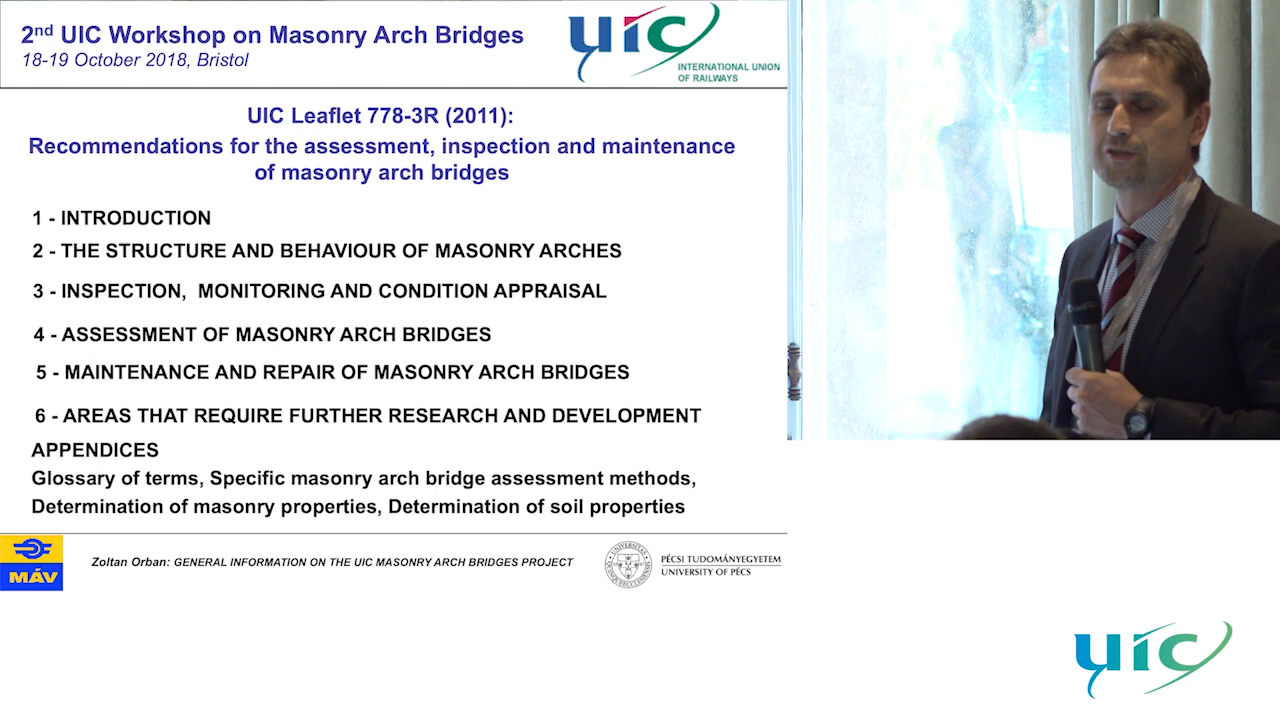 2nd UIC Workshop on Masonry Arch Bridges
18-19 October 2018, Bristol
uic
INTERNATIONAL UNION
OF RAILWAYS
UIC Leaflet 778-3R (2011):
Recommendations for the assessment, inspection and maintenance
of masonry arch bridges
1 - INTRODUCTION
2 - THE STRUCTURE AND BEHAVIOUR OF MASONRY ARCHES
3 - INSPECTION, MONITORING AND CONDITION APPRAISAL
4 - ASSESSMENT OF MASONRY ARCH BRIDGES
5 - MAINTENANCE AND REPAIR OF MASONRY ARCH BRIDGES
6 - AREAS THAT REQUIRE FURTHER RESEARCH AND DEVELOPMENT
APPENDICES
Glossary of terms, Specific masonry arch bridge assessment methods,
Determination of masonry properties, Determination of soil properties
MÁV
Zoltan Orban: GENERAL INFORMATION ON THE UIC MASONRY ARCH BRIDGES PROJECT
PÉCSI TUDOMÁNYEGYETEM
UNIVERSITY OF PÉCS
uic